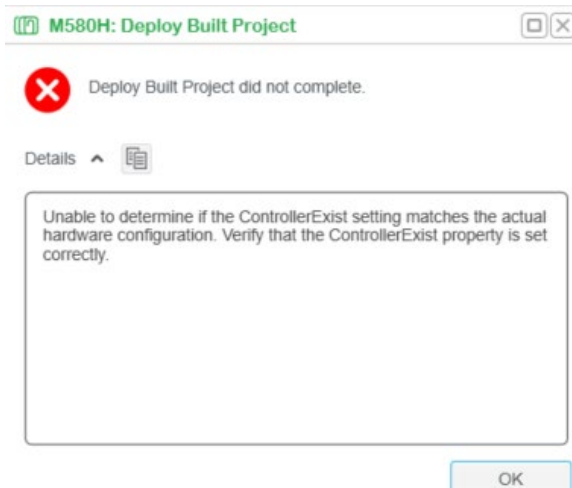 M580H: Deploy Built Project
Deploy Built Project did not complete.
Details
Unable to determine if the ControllerExist setting matches the actual
hardware configuration. Verify that the ControllerExist property is set
correctly.
OK